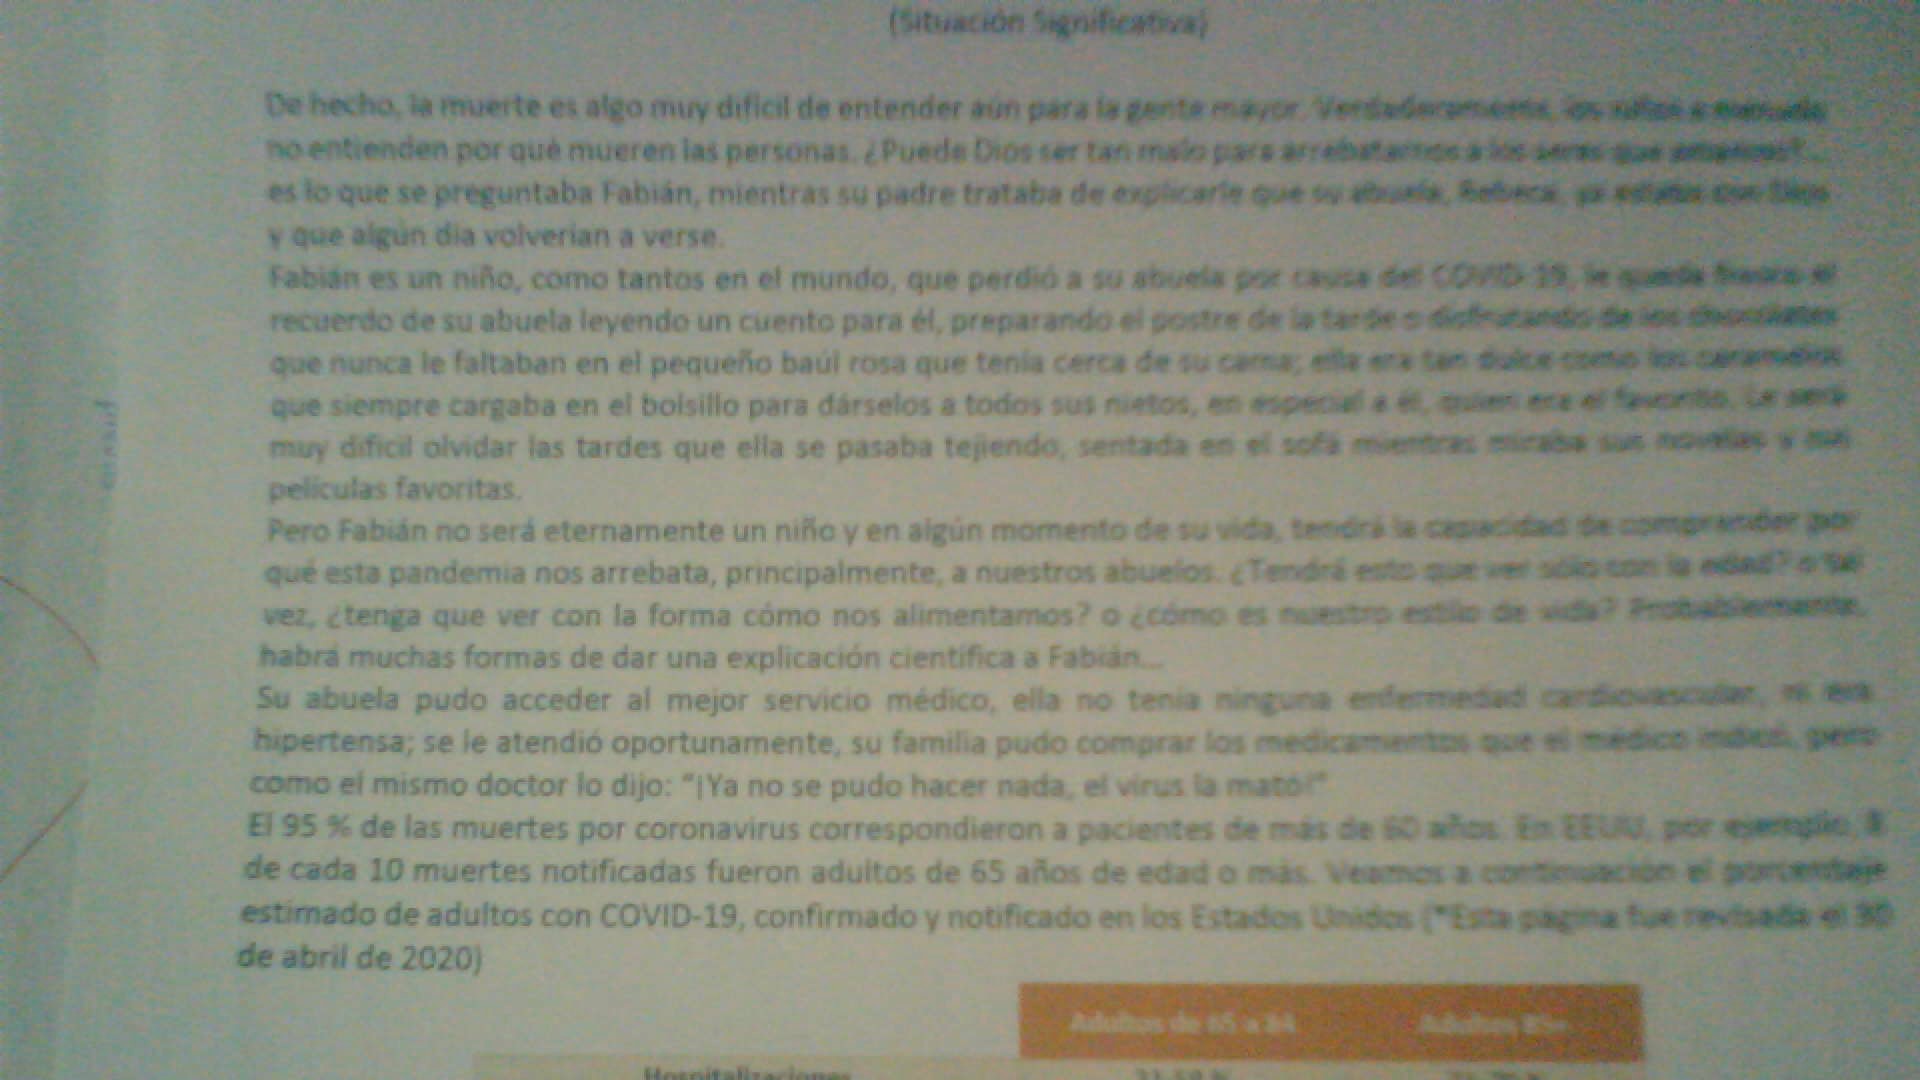 (Situación Significativa)
De hecho, la muerte es algo muy difícil de entender aún para la gente mayor. Verdaderamente, los niños a menudo
no entienden por qué mueren las personas. ¿Puede Dios ser tan malo para arrebatarnos a los seres que amamos?...
es lo que se preguntaba Fabián, mientras su padre trataba de explicarle que su abuela, Rebeca, ya estaba con Dios
y que algún día volverían a verse.
Fabián es un niño, como tantos en el mundo, que perdió a su abuela por causa del COVID-19, le queda el
recuerdo de su abuela leyendo un cuento para él, preparando el postre de la tarde o disfrutando de los chocolates
que nunca le faltaban en el pequeño baúl rosa que tenía cerca de su cama; ella era tan dulce como los caramelos
que siempre cargaba en el bolsillo para dárselos a todos sus nietos, en especial a él, quien era el favorito. Le será
muy difícil olvidar las tardes que ella se pasaba tejiendo, sentada en el sofá mientras miraba sus novelas y sus
películas favoritas.
Pero Fabián no será eternamente un niño y en algún momento de su vida, tendrá la capacidad de comprender por
qué esta pandemia nos arrebata, principalmente, a nuestros abuelos. ¿Tendrá esto que ver sólo con la edad? o tal
vez, ¿tenga que ver con la forma cómo nos alimentamos? o ¿cómo es nuestro estilo de vida? Probablemente,
habrá muchas formas de dar una explicación científica a Fabián...
Su abuela pudo acceder al mejor servicio médico, ella no tenía ninguna enfermedad cardiovascular, ni era
hipertensa; se le atendió oportunamente, su familia pudo comprar los medicamentos que el médico indicó, pero
como el mismo doctor lo dijo: “¡Ya no se pudo hacer nada, el virus la mató!”
El 95 % de las muertes por coronavirus correspondieron a pacientes de más de 60 años. En EEUU, por ejemplo, 8
de cada 10 muertes notificadas fueron adultos de 65 años de edad o más. Veamos a continuación el porcentaje
estimado de adultos con COVID-19, confirmado y notificado en los Estados Unidos (*Esta página fue revisada el 30
de abril de 2020)
Adultos de 65 a 84 Adultos 85+
Hospitalizaciones